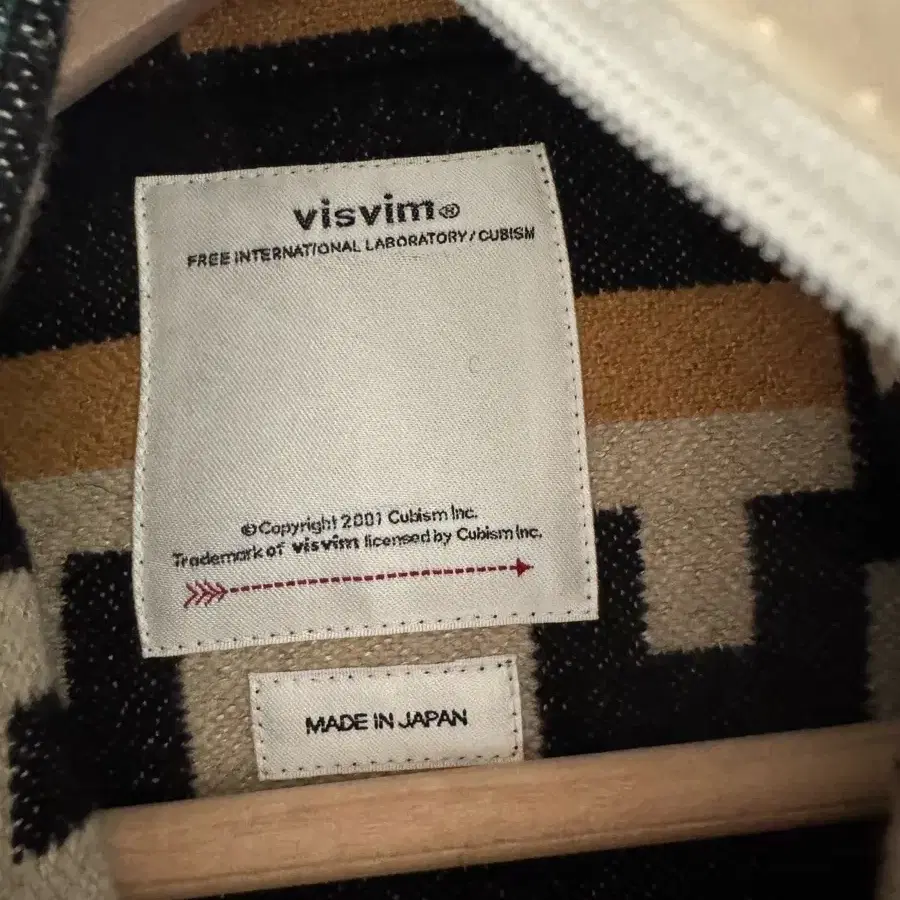 visvim®
FREE INTERNATIONAL LABORATORY / CUBISM
©Copyright 2001 Cubism Inc.
Trademark of visvim licensed by Cubism Inc.
MADE IN JAPAN